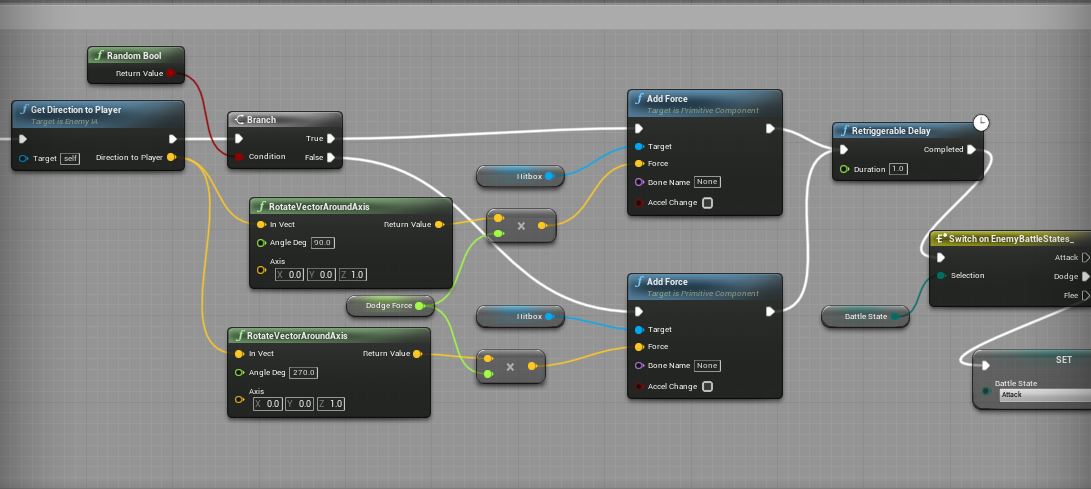 Random Bool
Return Value
Get Direction to Player
Target is Enemy IA
Target self
Direction to Player
Branch
True
Condition
False
RotateVectorAroundAxis
In Vect
Return Value
Angle Deg 90.0
Axis
X 0.0 Y 0.0 Z 1.0
Dodge Force
RotateVectorAroundAxis
In Vect
Return Value
Angle Deg 270.0
Axis
X 0.0 Y 0.0 Z 1.0
Hitbox
×
Hitbox
×
Add Force
Target is Primitive Component
Target
Force
Bone Name None
Accel Change
Add Force
Target is Primitive Component
Target
Force
Bone Name None
Accel Change
Retriggerable Delay
Completed
Duration 1.0
Battle State
Switch on EnemyBattleStates_
Attack
Selection
Dodge
Flee
SET
Battle State
Attack